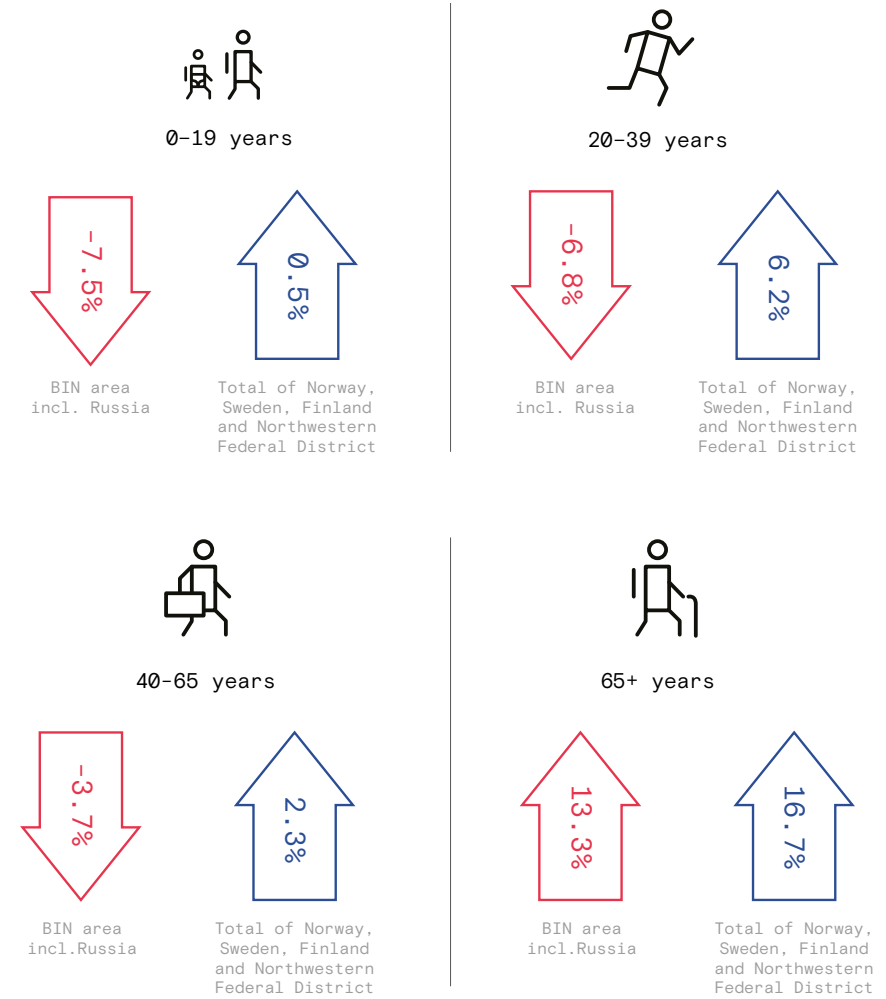 0–19 years
-7.5%
0.5%
BIN area
incl. Russia
Total of Norway,
Sweden, Finland
and Northwestern
Federal District
20–39 years
-6.8%
6.2%
BIN area
incl. Russia
Total of Norway,
Sweden, Finland
and Northwestern
Federal District
40-65 years
-3.7%
2.3%
BIN area
incl.Russia
Total of Norway,
Sweden, Finland
and Northwestern
Federal District
65+ years
13.3%
16.7%
BIN area
incl.Russia
Total of Norway,
Sweden, Finland
and Northwestern
Federal District